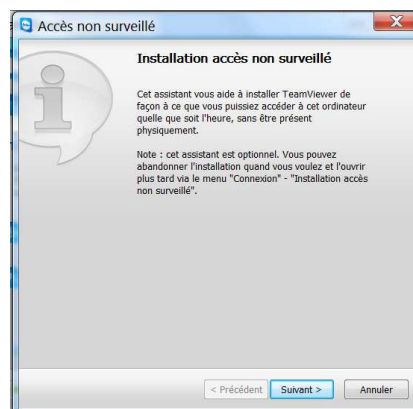 Accès non surveillé
Installation accès non surveillé
Cet assistant vous aide à installer TeamViewer de
façon à ce que vous puissiez accéder à cet ordinateur
quelle que soit l'heure, sans être présent
physiquement.
Note : cet assistant est optionnel. Vous pouvez
abandonner l'installation quand vous voulez et l'ouvrir
plus tard via le menu "Connexion" - "Installation accès
non surveillé".
< Précédent Suivant > Annuler